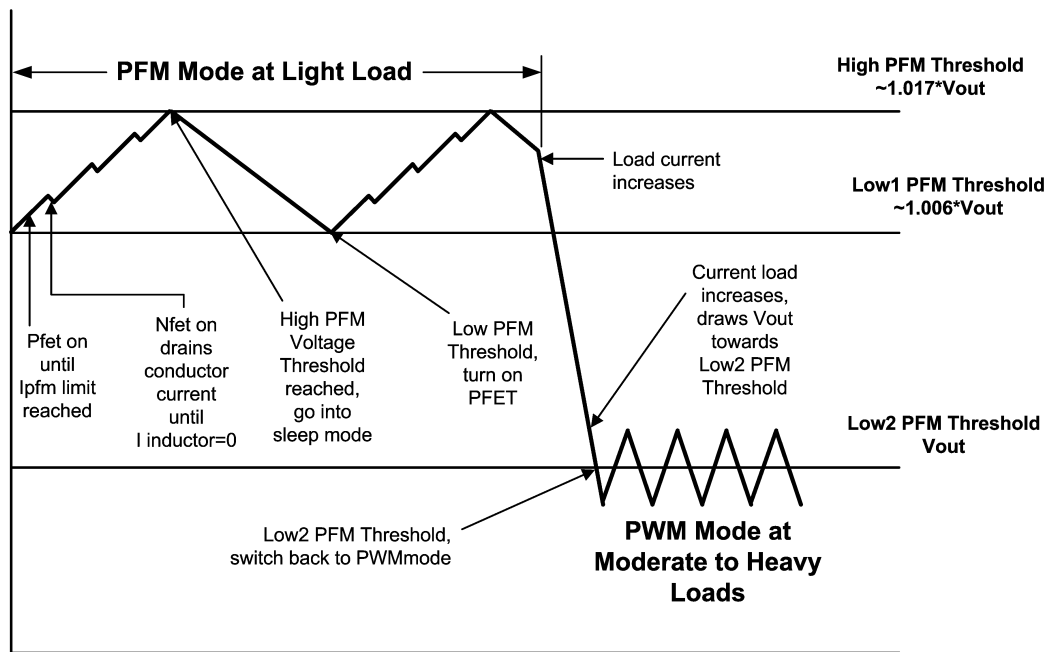 PFM Mode at Light Load
High PFM Threshold
~1.017*Vout
Load current
increases
Low1 PFM Threshold
~1.006*Vout
Pfet on
until
Ipfm limit
reached
Nfet on
drains
conductor
current
until
I inductor=0
High PFM
Voltage
Threshold
reached,
go into
sleep mode
Low PFM
Threshold,
turn on
PFET
Current load
increases,
draws Vout
towards
Low2 PFM
Threshold
Low2 PFM Threshold
Vout
Low2 PFM Threshold,
switch back to PWMmode
PWM Mode at
Moderate to Heavy
Loads